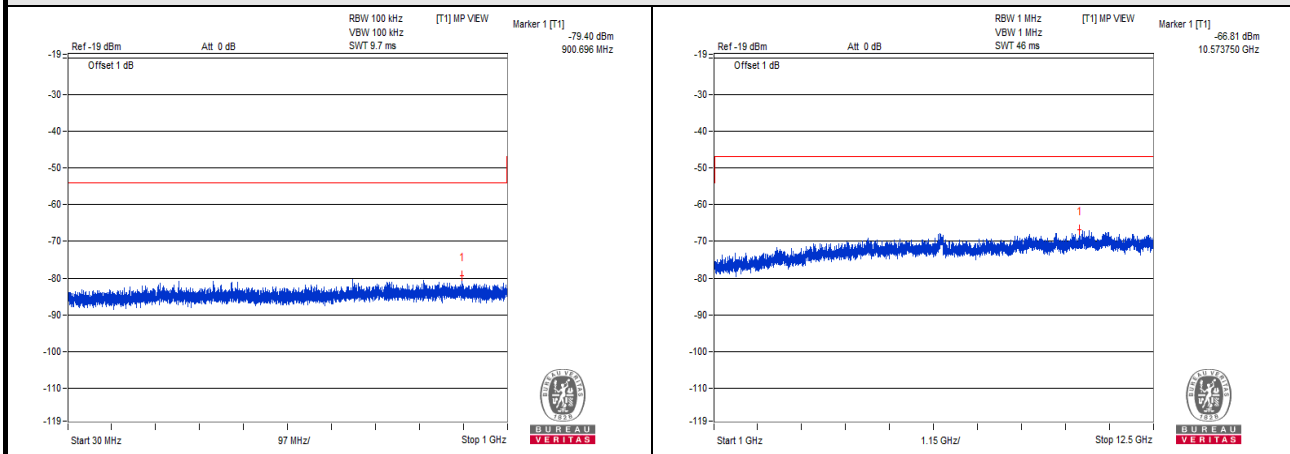 RBW 100 kHz [T1] MP VIEW Marker 1 [T1]
VBW 100 kHz -79.40 dBm
Ref -19 dBm Att 0 dB SWT 9.7 ms 900.696 MHz
-19
Offset 1 dB
-30
-40
-50
-60
-70
1
-80
-90
-100
-110
-119
Start 30 MHz 97 MHz/ Stop 1 GHz
BUREAU VERITAS
1828
BUREAU
VERITAS
RBW 1 MHz [T1] MP VIEW Marker 1 [T1]
VBW 1 MHz -66.81 dBm
Ref -19 dBm Att 0 dB SWT 46 ms 10.573750 GHz
-19
Offset 1 dB
-30
-40
-50
-60
1
-70
-80
-90
-100
-110
-119
Start 1 GHz 1.15 GHz/ Stop 12.5 GHz
BUREAU VERITAS
1828
BUREAU
VERITAS